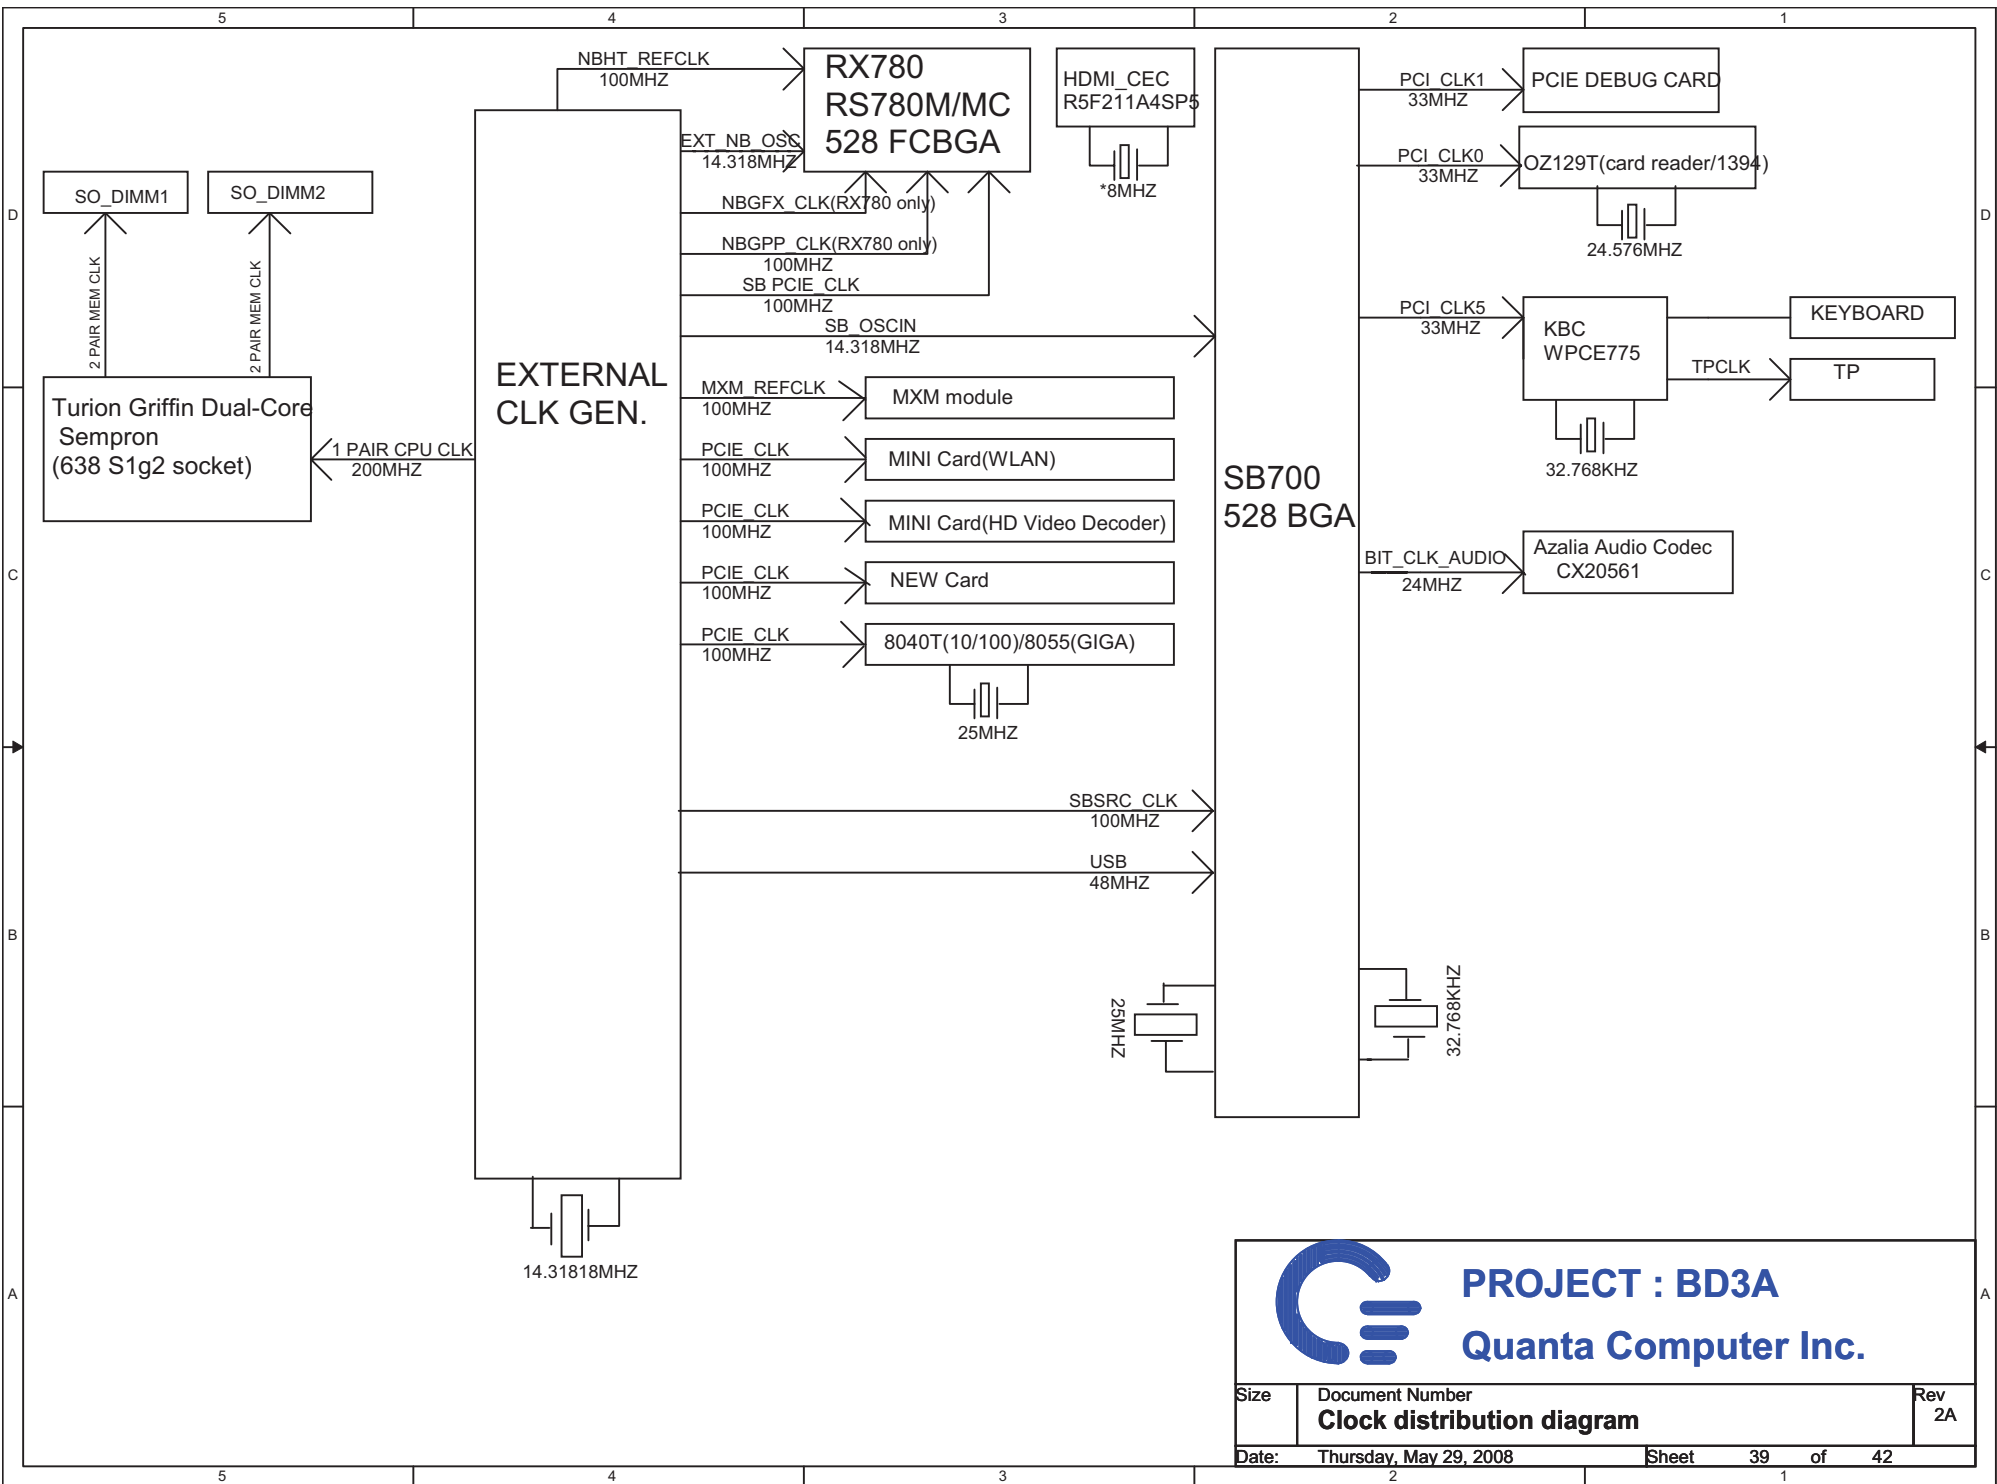 5 4 3 2 1
NBHT_REFCLK
100MHZ
RX780
RS780M/MC
528 FCBGA
HDMI_CEC
R5F211A4SP5
*8MHZ
PCI_CLK1
33MHZ
PCIE DEBUG CARD
EXT_NB_OSC
14.318MHZ
PCI_CLK0
33MHZ
OZ129T(card reader/1394)
24.576MHZ
SO_DIMM1
SO_DIMM2
D
D
NBGFX_CLK(RX780 only)
NBGPP_CLK(RX780 only)
100MHZ
SB PCIE_CLK
100MHZ
SB_OSCIN
14.318MHZ
2 PAIR MEM CLK
2 PAIR MEM CLK
PCI_CLK5
33MHZ
KBC
WPCE775
KEYBOARD
TPCLK
TP
32.768KHZ
Turion Griffin Dual-Core
Sempron
(638 S1g2 socket)
1 PAIR CPU CLK
200MHZ
EXTERNAL
CLK GEN.
MXM_REFCLK
100MHZ
MXM module
PCIE_CLK
100MHZ
MINI Card(WLAN)
PCIE_CLK
100MHZ
MINI Card(HD Video Decoder)
PCIE_CLK
100MHZ
NEW Card
PCIE_CLK
100MHZ
8040T(10/100)/8055(GIGA)
25MHZ
SB700
528 BGA
BIT_CLK_AUDIO
24MHZ
Azalia Audio Codec
CX20561
C
C
SBSRC_CLK
100MHZ
USB
48MHZ
B
B
25MHZ
32.768KHZ
14.31818MHZ
A
A
PROJECT : BD3A
Quanta Computer Inc.
Size
Document Number
Rev
Clock distribution diagram
2A
Date: Thursday, May 29, 2008 Sheet 39 of 42
5 4 3 2 1